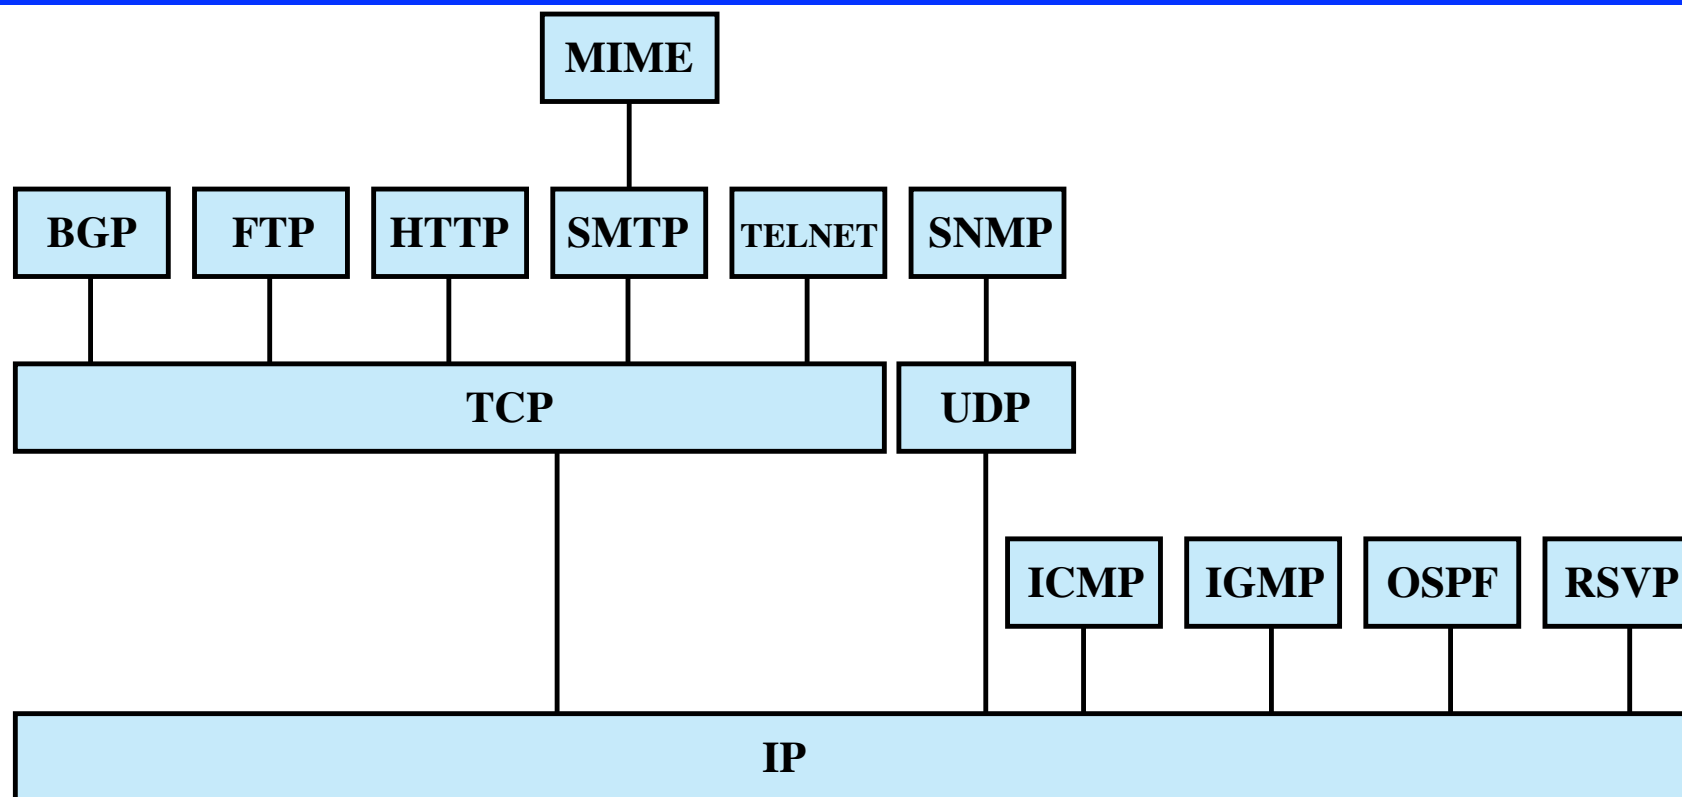 MIME
BGP FTP HTTP SMTP TELNET SNMP
TCP UDP
ICMP IGMP OSPF RSVP
IP